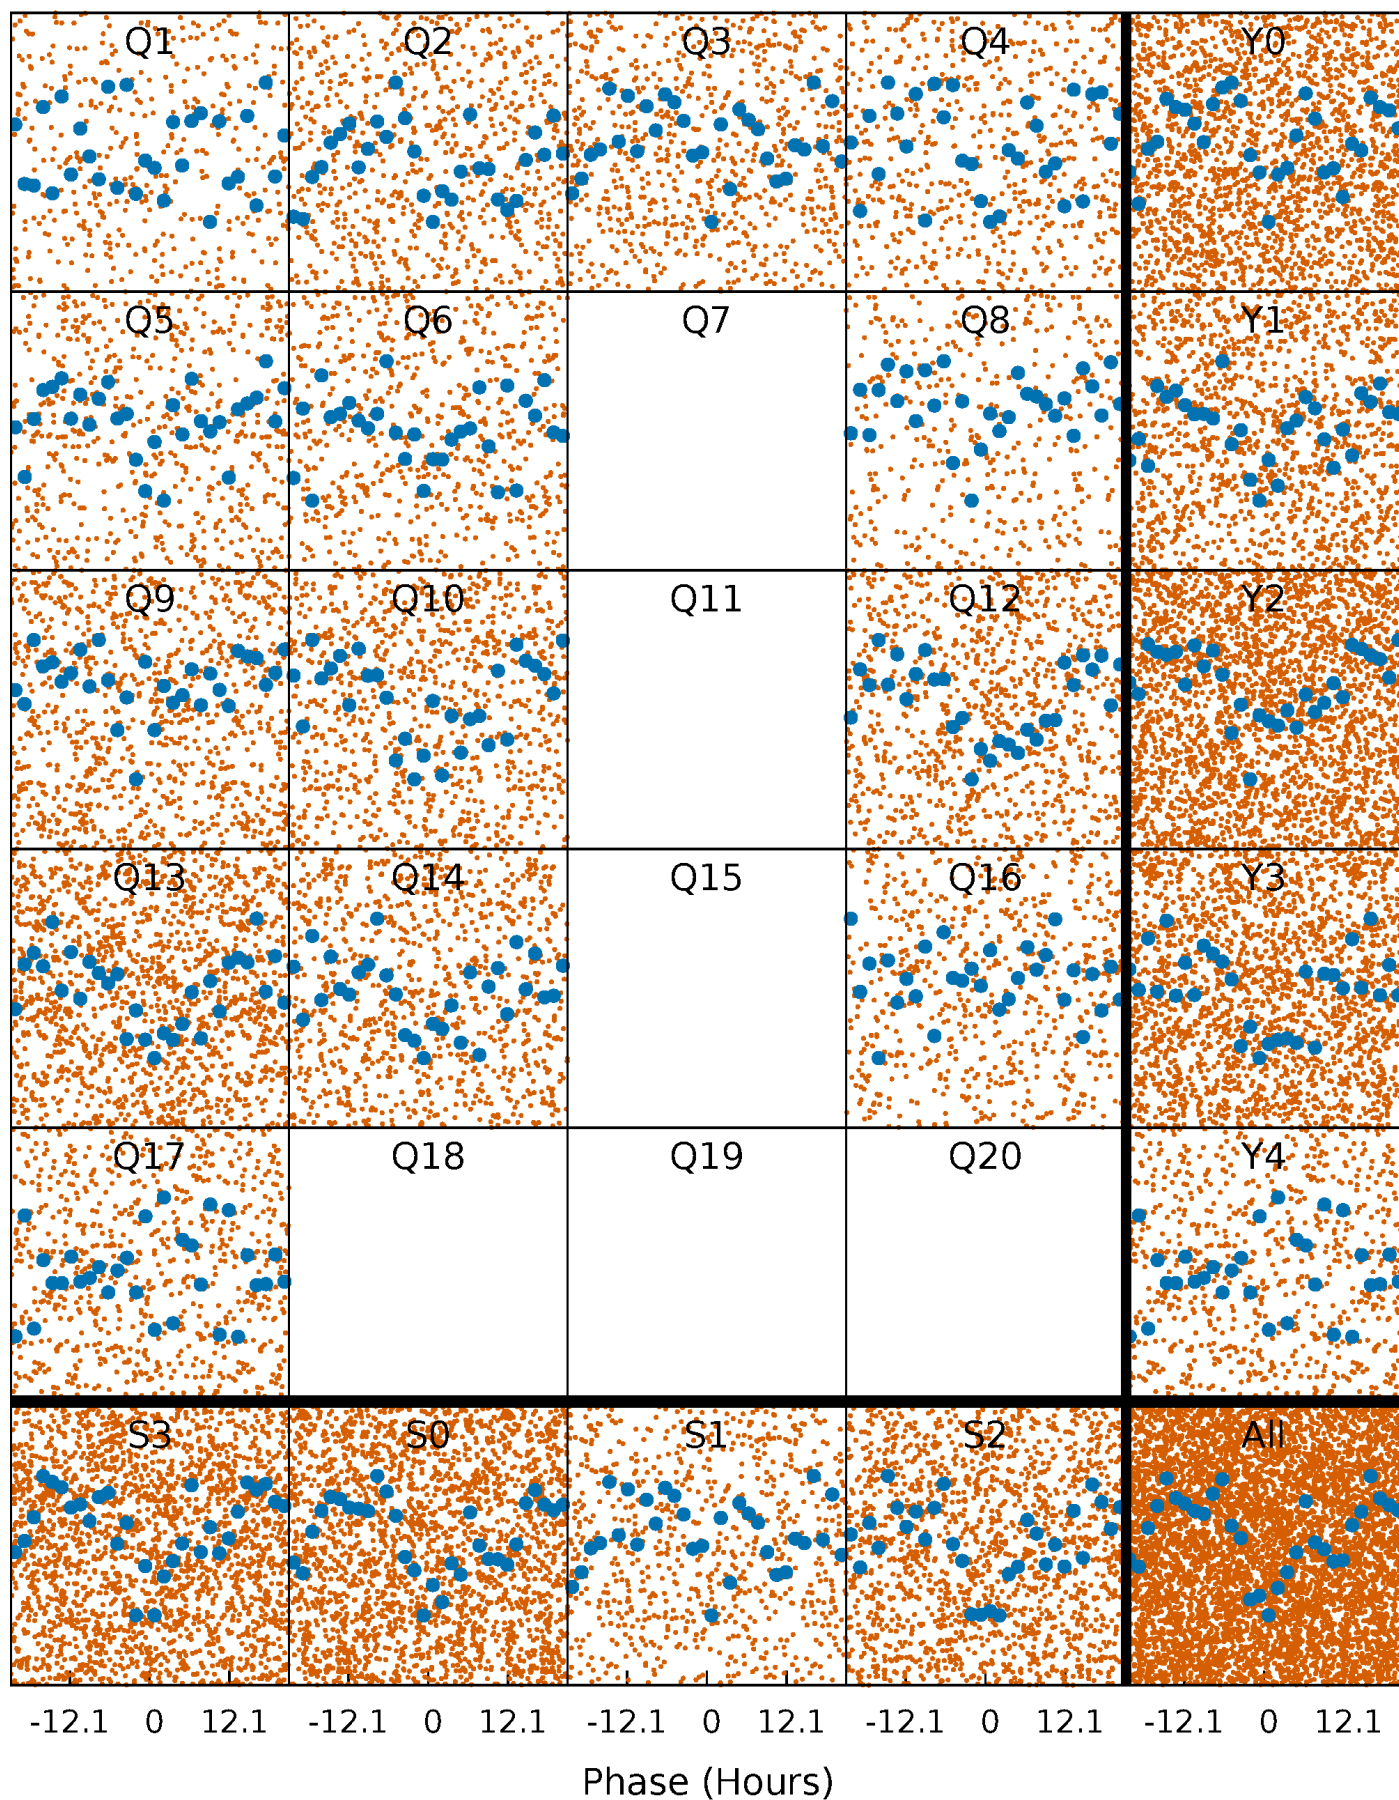 Q1 Q2 Q3 Q4 Y0
Q5 Q6 Q7 Q8 Y1
Q9 Q10 Q11 Q12 Y2
Q13 Q14 Q15 Q16 Y3
Q17 Q18 Q19 Q20 Y4
S3 S0 S1 S2 All
-12.1 0 12.1 -12.1 0 12.1 -12.1 0 12.1 -12.1 0 12.1 -12.1 0 12.1
Phase (Hours)